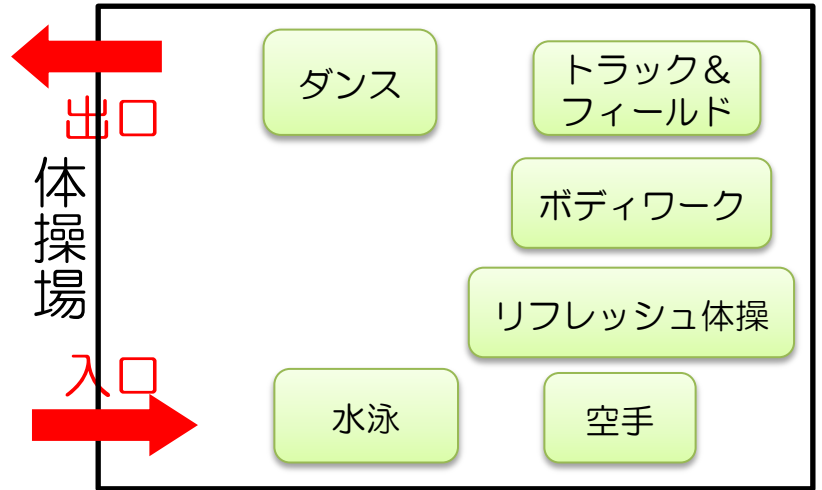 出口
体操場
入口
ダンス
トラック＆
フィールド
ボディワーク
リフレッシュ体操
水泳
空手